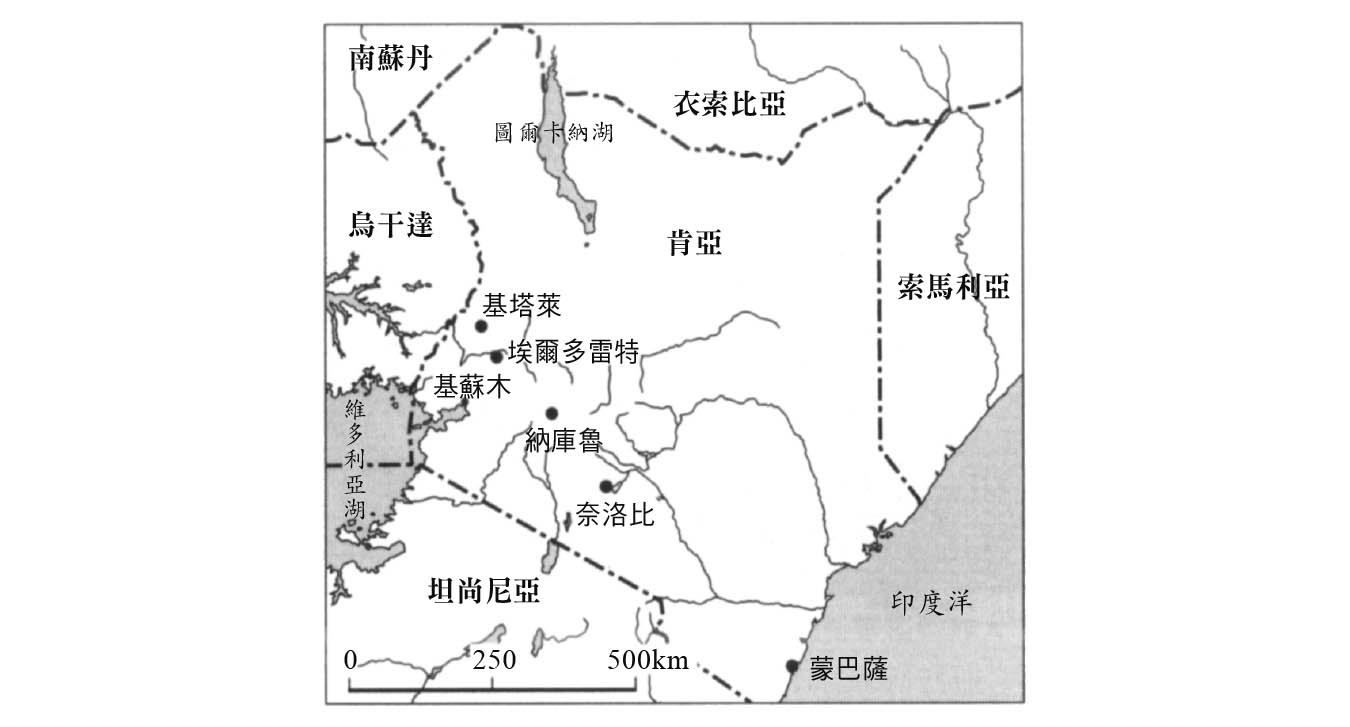 南蘇丹
衣索比亞
圖爾卡納湖
烏干達
肯亞
索馬利亞
基塔萊
埃爾多雷特
基蘇木
維多利亞湖
納庫魯
奈洛比
坦尚尼亞
印度洋
0 250 500km
蒙巴薩